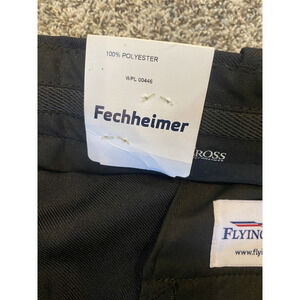 100% POLYESTER
WPL 00446
Fechheimer
ROSS
FLYING
www.flyi